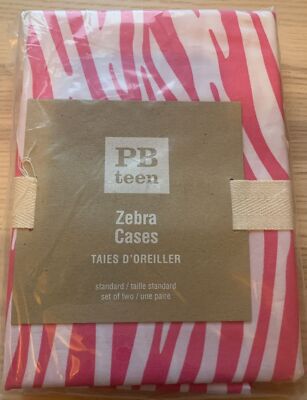 PB
teen
Zebra
Cases
TAIES D'OREILLER
standard / taille standard
set of two / une paire